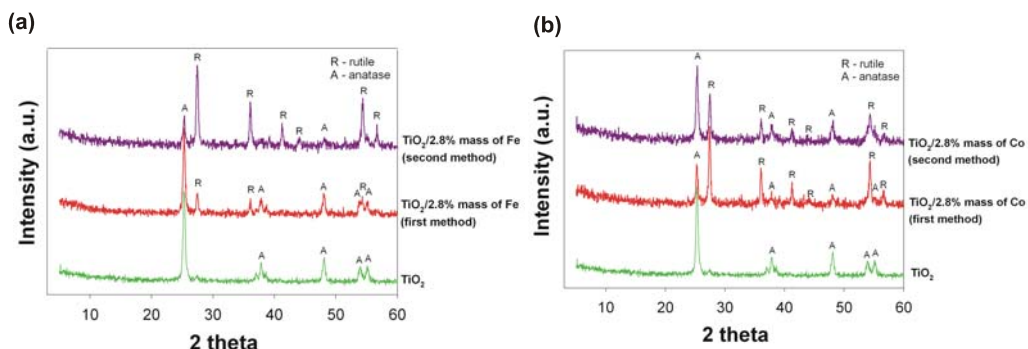 (a)
R - rutile
A - anatase
R
A
R
R
R
A
R
R
TiO2/2.8% mass of Fe
(second method)
R
R
A
A
A
R
A
TiO2/2.8% mass of Fe
(first method)
A
A
A
A
TiO2
Intensity (a.u.)
10
20
30
40
50
60
2 theta
(b)
R - rutile
A - anatase
A
R
R
A
R
R
A
R
R
TiO2/2.8% mass of Co
(second method)
A
R
A
R
R
A
R
A
R
TiO2/2.8% mass of Co
(first method)
A
A
A
A
TiO2
Intensity (a.u.)
10
20
30
40
50
60
2 theta